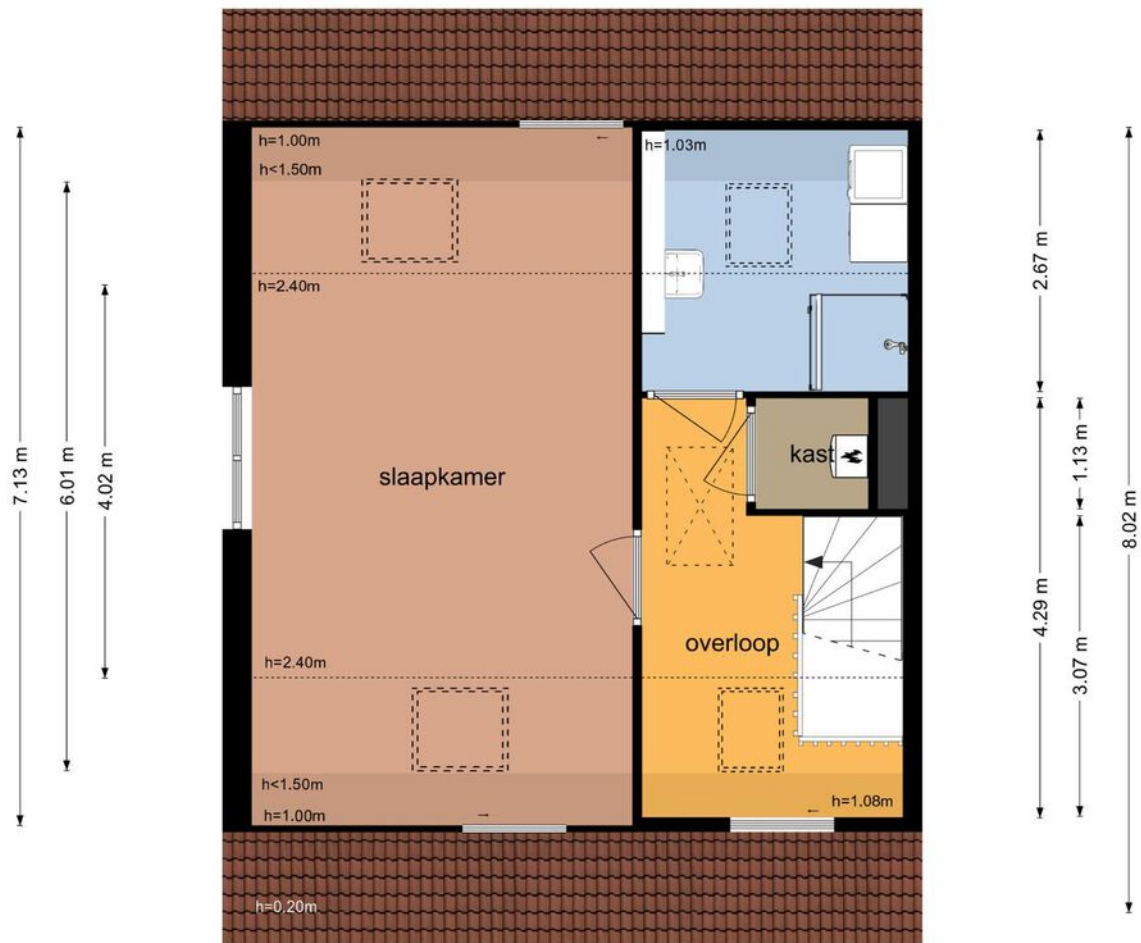 h=1.00m
h<1.50m
h=1.03m
h=2.40m
slaapkamer
kast
overloop
h=2.40m
h<1.50m
h=1.00m
h=1.08m
h=0.20m
7.13 m
6.01 m
4.02 m
2.67 m
4.29 m
1.13 m
3.07 m
8.02 m